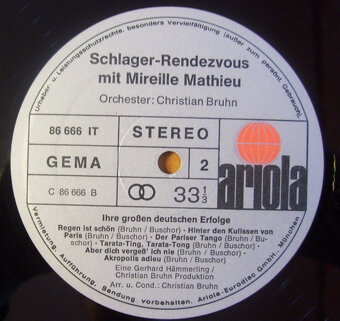 Urheber- u. Leistungsschutzrechte, besonders Vervielfältigung (außer zum persönl. Gebrauch),
Schlager-Rendezvous
mit Mireille Mathieu
Orchester: Christian Bruhn
86 666 IT
STEREO
GEMA
2
C 86 666 B
33 1/3
ariola
Ihre großen deutschen Erfolge
Regen ist schön (Bruhn / Buschor) - Hinter den Kulissen von
Paris (Bruhn / Buschor) - Der Pariser Tango (Bruhn / Bu-
schor) - Tarata-Ting, Tarata-Tong (Bruhn / Buschor) -
Aber dich vergeß' ich nie (Bruhn / Buschor) -
Akropolis adieu (Bruhn / Buschor)
Eine Gerhard Hämmerling /
Christian Bruhn Produktion
Arr. u. Cond.: Christian Bruhn
Vermietung, Aufführung, Sendung vorbehalten. Ariola-Eurodisc GmbH, München